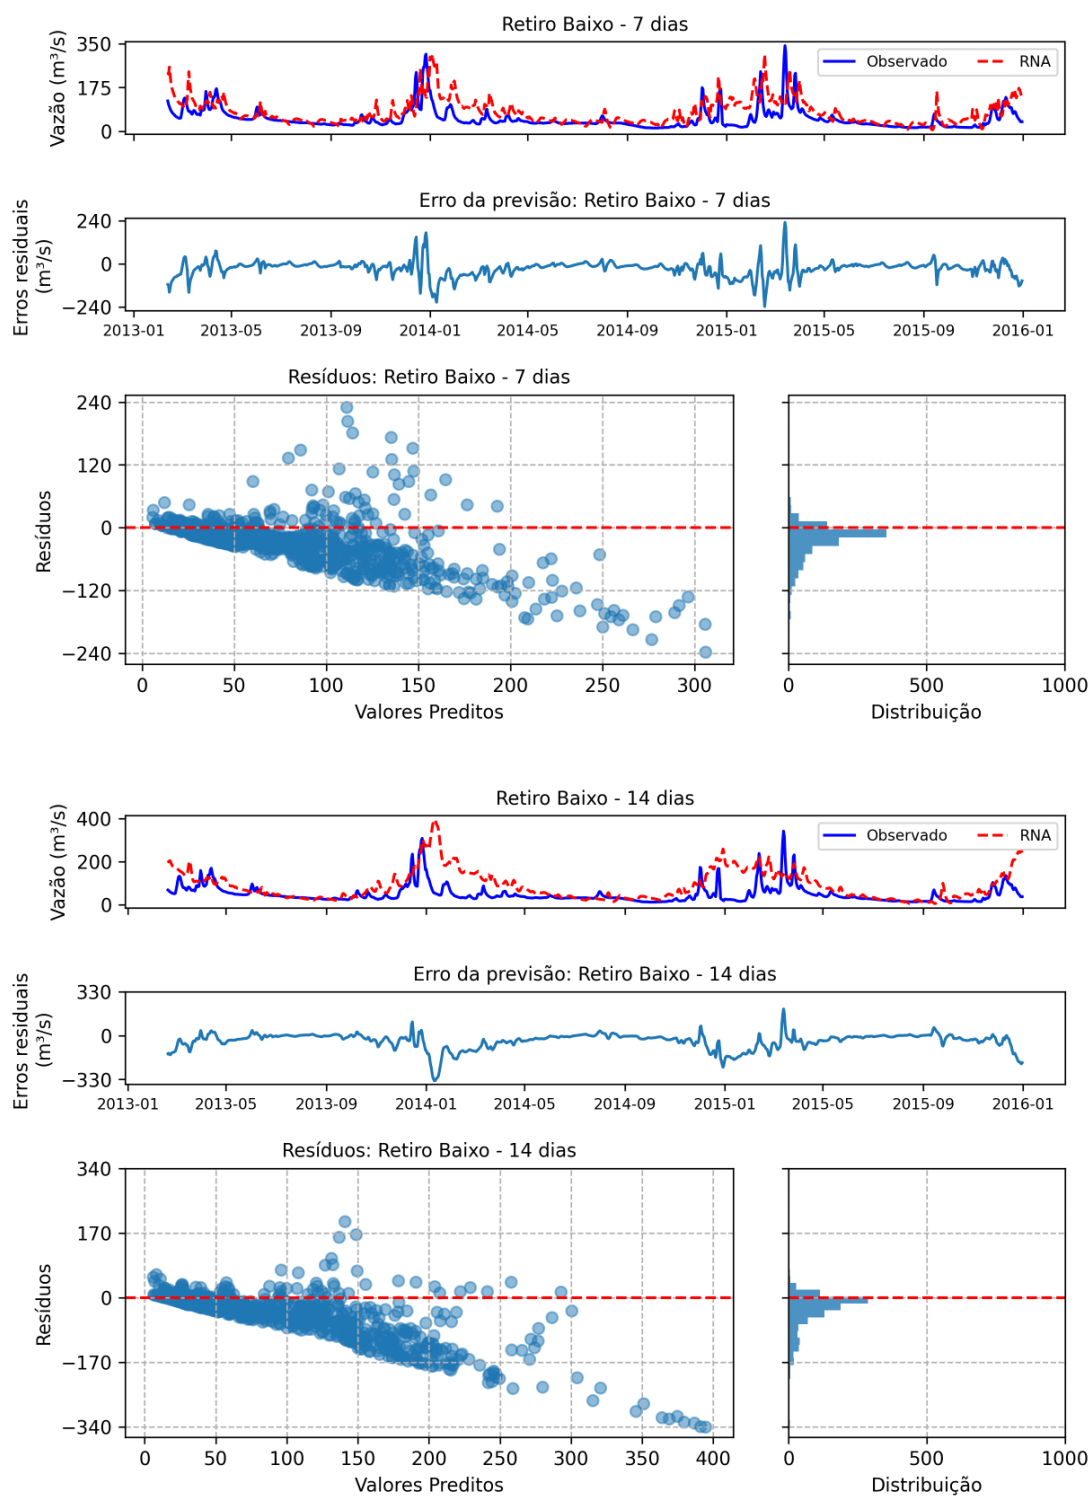 Retiro Baixo - 7 dias
Vazão (m³/s)
350
175
0
Observado
RNA
Erro da previsão: Retiro Baixo - 7 dias
Erros residuais
(m³/s)
240
0
−240
2013-01 2013-05 2013-09 2014-01 2014-05 2014-09 2015-01 2015-05 2015-09 2016-01
Resíduos: Retiro Baixo - 7 dias
Resíduos
240
120
0
−120
−240
0 50 100 150 200 250 300
Valores Preditos
0 500 1000
Distribuição
Retiro Baixo - 14 dias
Vazão (m³/s)
400
200
0
Observado
RNA
Erro da previsão: Retiro Baixo - 14 dias
Erros residuais
(m³/s)
330
0
−330
2013-01 2013-05 2013-09 2014-01 2014-05 2014-09 2015-01 2015-05 2015-09 2016-01
Resíduos: Retiro Baixo - 14 dias
Resíduos
340
170
0
−170
−340
0 50 100 150 200 250 300 350 400
Valores Preditos
0 500 1000
Distribuição